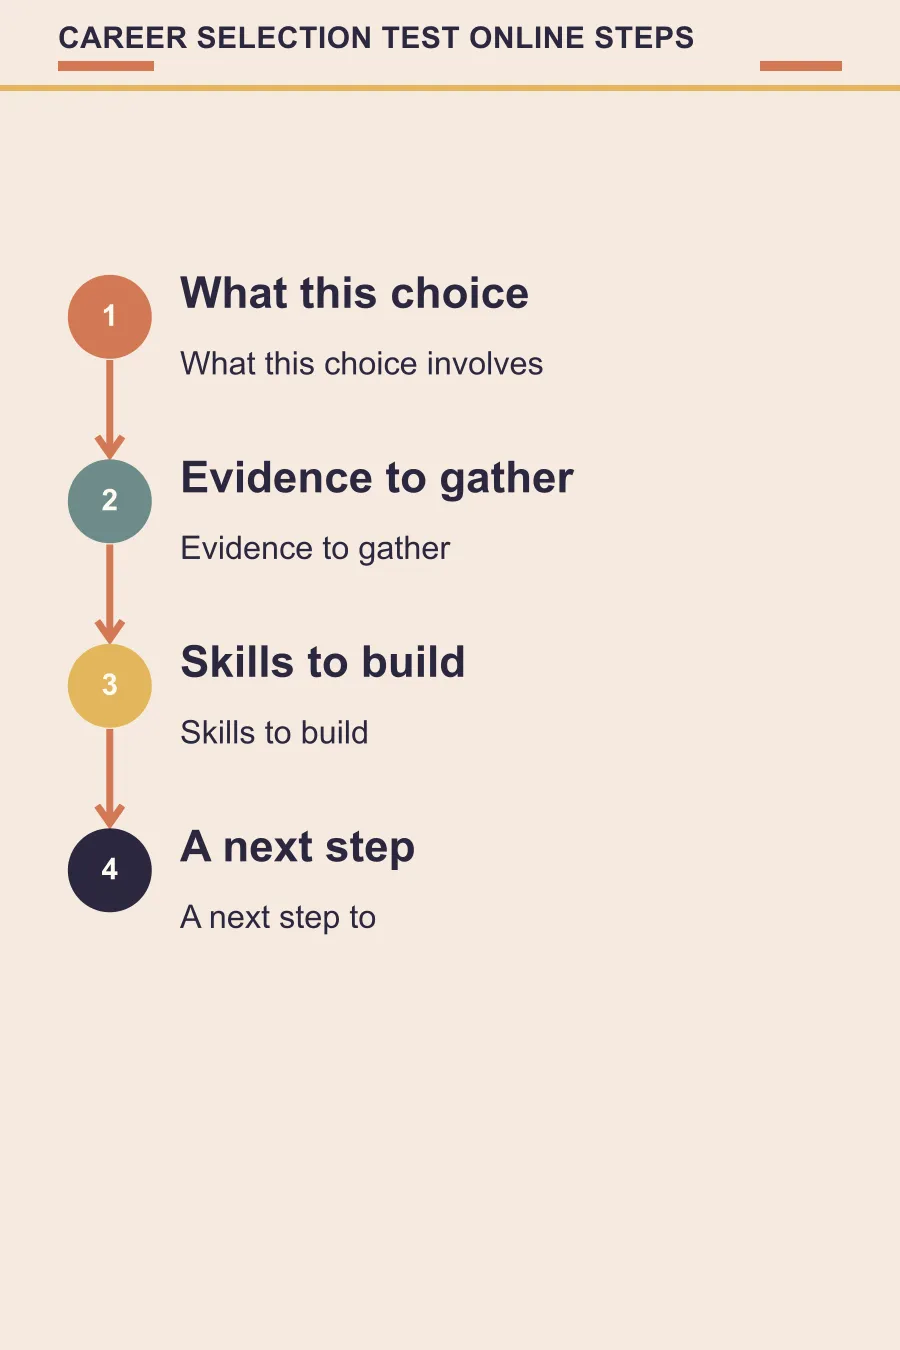 CAREER SELECTION TEST ONLINE STEPS
1
What this choice
What this choice involves
2
Evidence to gather
Evidence to gather
3
Skills to build
Skills to build
4
A next step
A next step to